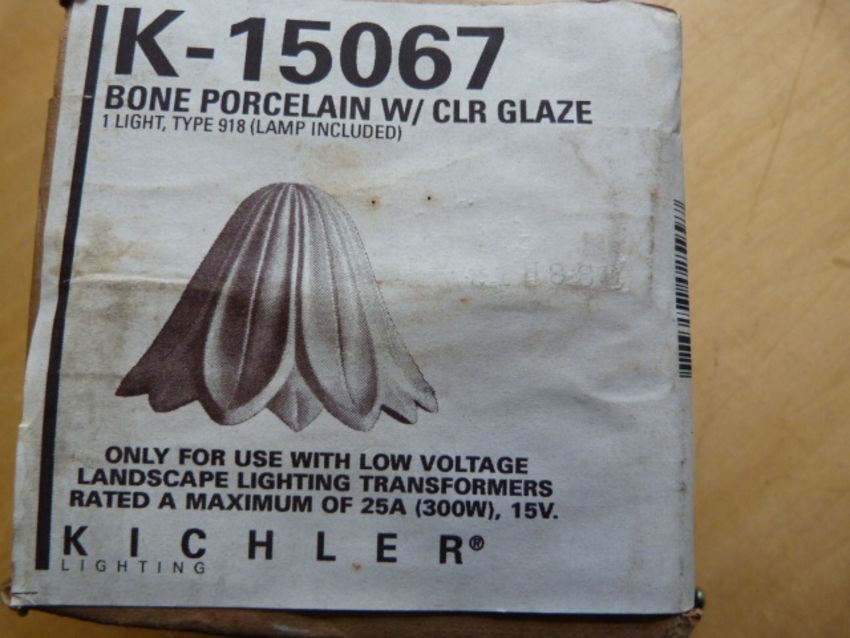 K-15067
BONE PORCELAIN W/ CLR GLAZE
1 LIGHT, TYPE 918 (LAMP INCLUDED)
ONLY FOR USE WITH LOW VOLTAGE
LANDSCAPE LIGHTING TRANSFORMERS
RATED A MAXIMUM OF 25A (300W), 15V.
KICHLER®
LIGHTING